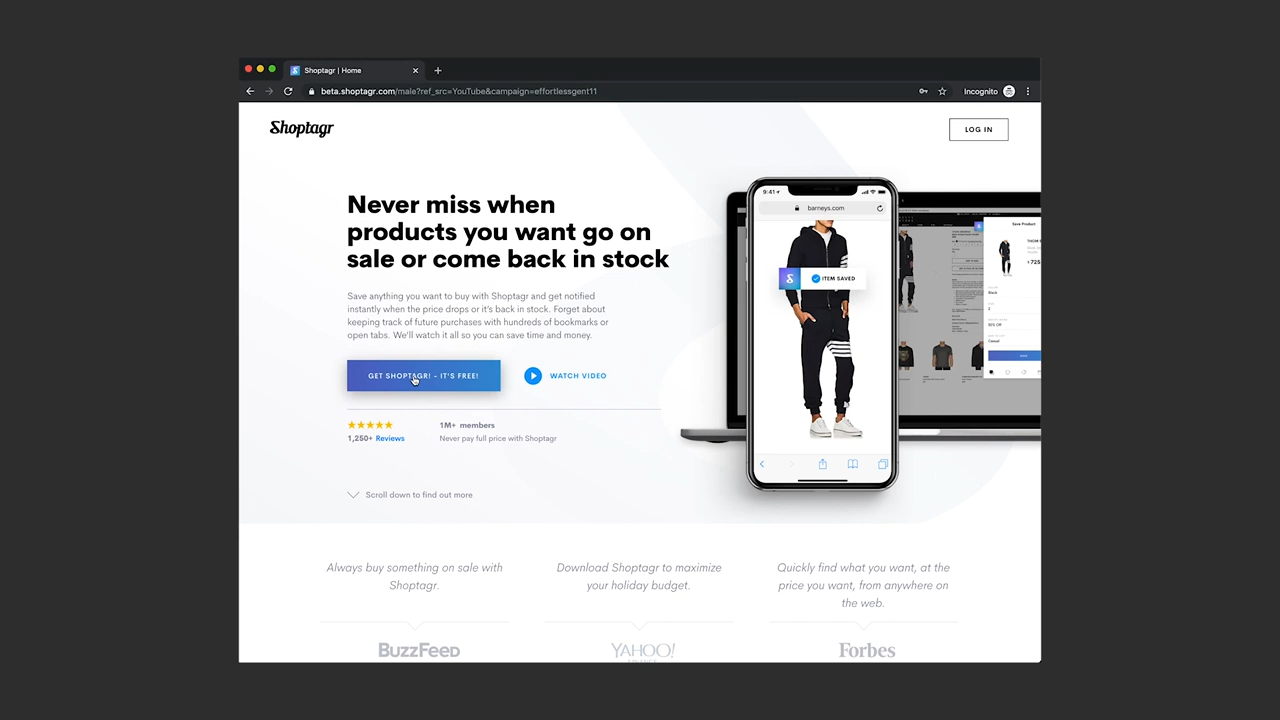 Shoptagr | Home
beta.shoptagr.com/male?ref_src=YouTube&campaign=effortlessgent11
Incognito
Shoptagr
LOG IN
Never miss when
products you want go on
sale or come back in stock
Save anything you want to buy with Shoptagr and get notified
instantly when the price drops or it's back in stock. Forget about
keeping track of future purchases with hundreds of bookmarks or
open tabs. We'll watch it all so you can save time and money.
GET SHOPTAGR! - IT'S FREE!
WATCH VIDEO
1,250+ Reviews
1M+ members
Never pay full price with Shoptagr
Scroll down to find out more
9:41
barneys.com
ITEM SAVED
Save Product
Black
Casual
Always buy something on sale with
Shoptagr.
BuzzFeed
Download Shoptagr to maximize
your holiday budget.
YAHOO!
Quickly find what you want, at the
price you want, from anywhere on
the web.
Forbes